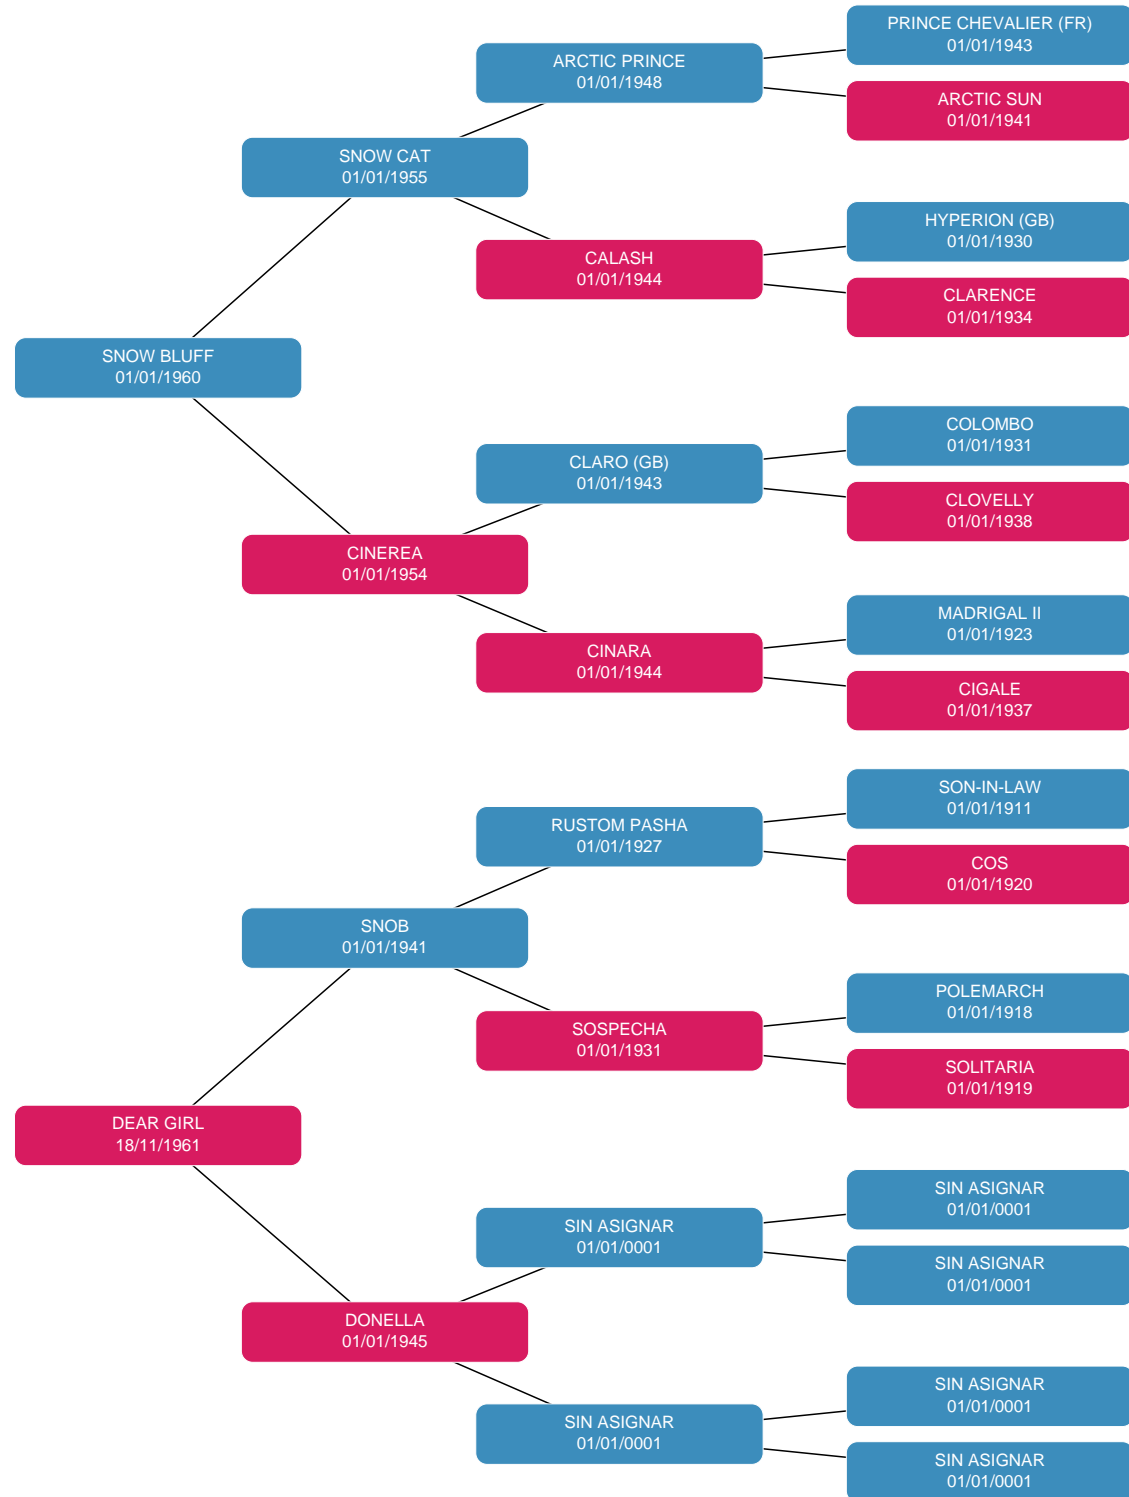 PRINCE CHEVALIER (FR)
01/01/1943
ARCTIC PRINCE
01/01/1948
ARCTIC SUN
01/01/1941
SNOW CAT
01/01/1955
HYPERION (GB)
01/01/1930
CALASH
01/01/1944
CLARENCE
01/01/1934
SNOW BLUFF
01/01/1960
COLOMBO
01/01/1931
CLARO (GB)
01/01/1943
CLOVELLY
01/01/1938
CINEREA
01/01/1954
MADRIGAL II
01/01/1923
CINARA
01/01/1944
CIGALE
01/01/1937
SON-IN-LAW
01/01/1911
RUSTOM PASHA
01/01/1927
COS
01/01/1920
SNOB
01/01/1941
POLEMARCH
01/01/1918
SOSPECHA
01/01/1931
SOLITARIA
01/01/1919
DEAR GIRL
18/11/1961
SIN ASIGNAR
01/01/0001
SIN ASIGNAR
01/01/0001
SIN ASIGNAR
01/01/0001
DONELLA
01/01/1945
SIN ASIGNAR
01/01/0001
SIN ASIGNAR
01/01/0001
SIN ASIGNAR
01/01/0001